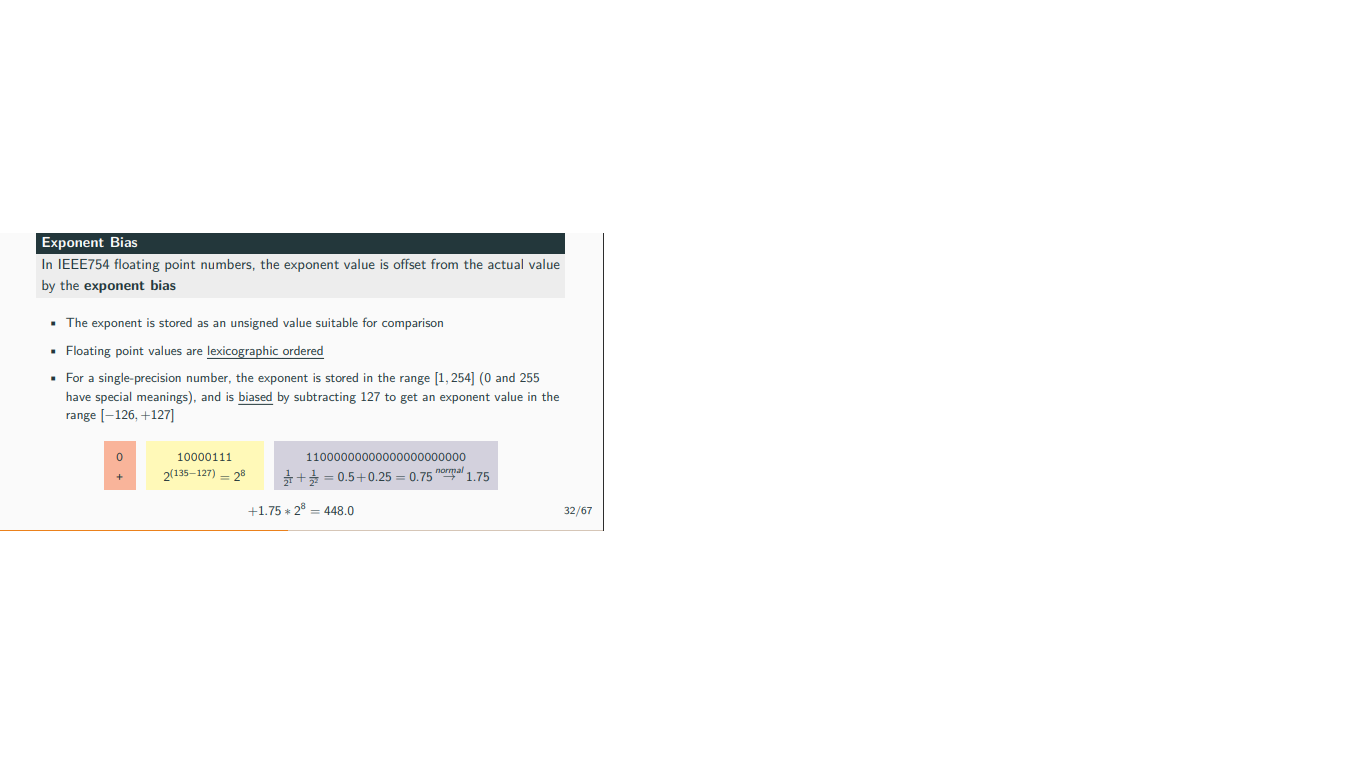 Exponent Bias
In IEEE754 floating point numbers, the exponent value is offset from the actual value
by the exponent bias
▪ The exponent is stored as an unsigned value suitable for comparison
▪ Floating point values are lexicographic ordered
▪ For a single-precision number, the exponent is stored in the range [1, 254] (0 and 255
have special meanings), and is biased by subtracting 127 to get an exponent value in the
range [−126, +127]
0 10000111 11000000000000000000000
+ 2^(135−127) = 2^8 1/2^1 + 1/2^2 = 0.5 + 0.25 = 0.75 normal→ 1.75
+1.75 ∗ 2^8 = 448.0
32/67